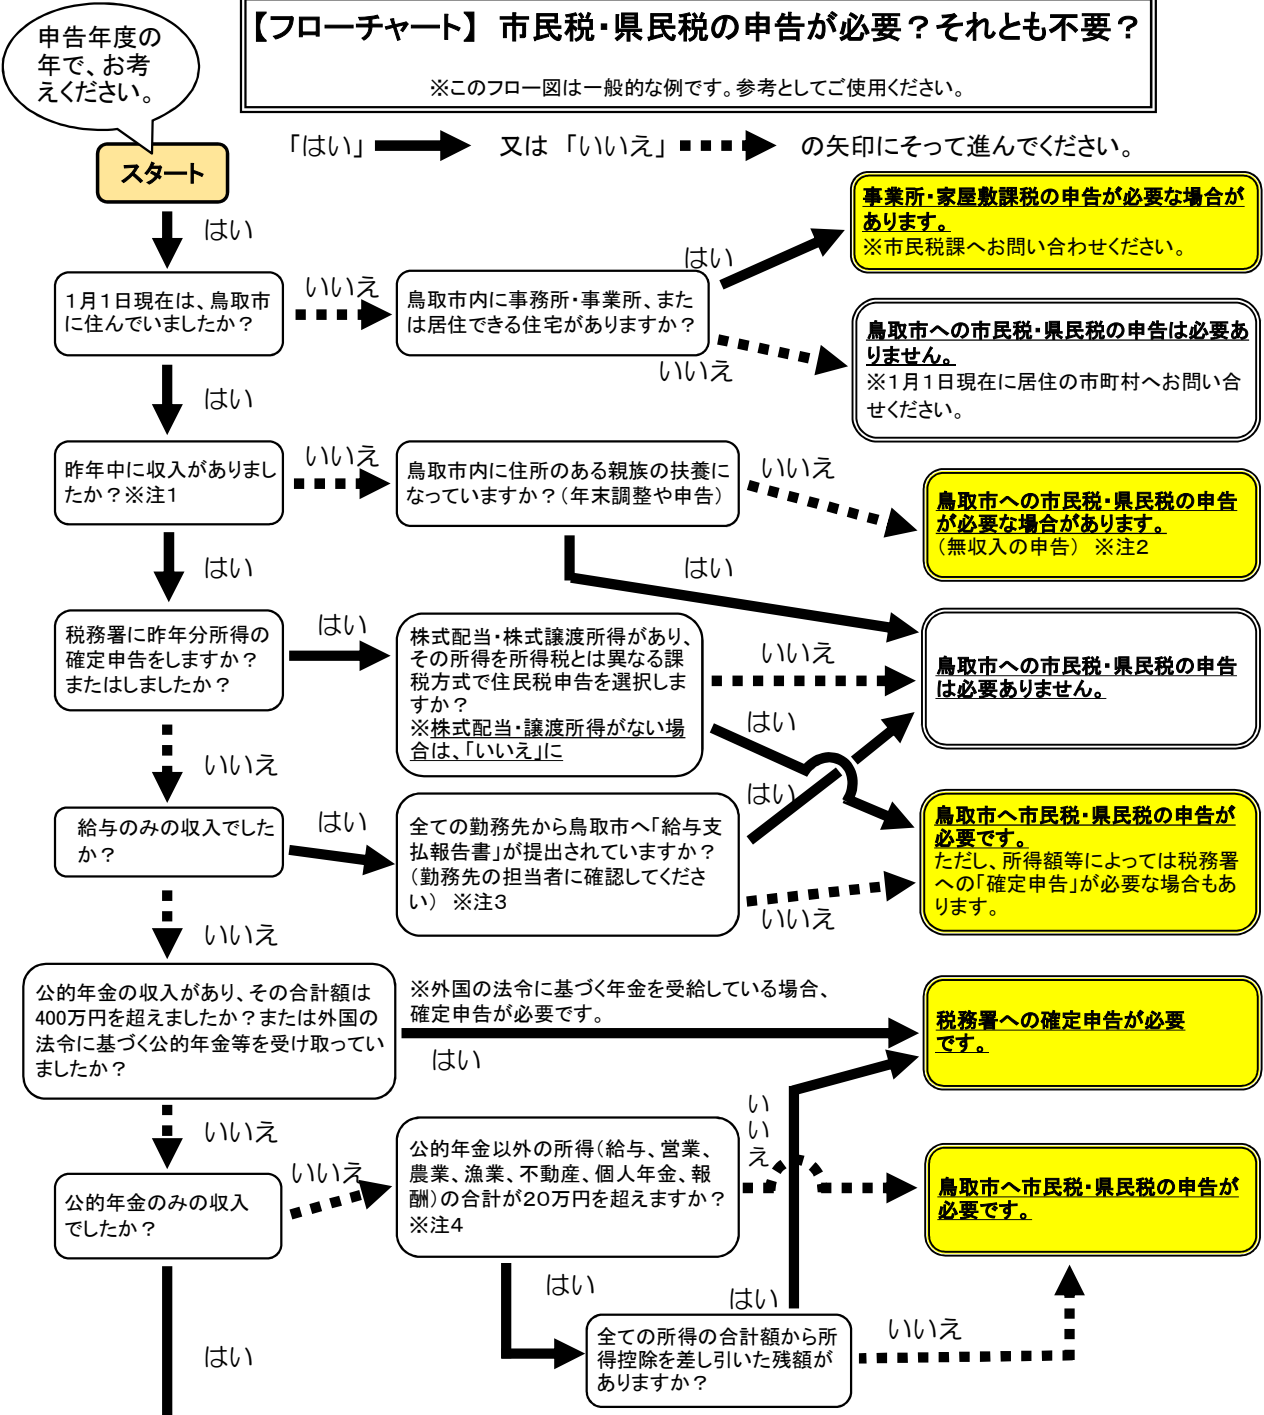 申告年度の
年で、お考
えください。
【フローチャート】 市民税・県民税の申告が必要？それとも不要？
※このフロー図は一般的な例です。参考としてご使用ください。
「はい」 又は 「いいえ」 の矢印にそって進んでください。
スタート
はい
1月1日現在は、鳥取市
に住んでいましたか？
いいえ
鳥取市内に事務所・事業所、また
は居住できる住宅がありますか？
はい
事業所・家屋敷課税の申告が必要な場合が
あります。
※市民税課へお問い合わせください。
いいえ
鳥取市への市民税・県民税の申告は必要あ
りません。
※1月1日現在に居住の市町村へお問い合
せください。
はい
昨年中に収入がありまし
たか？※注1
いいえ
鳥取市内に住所のある親族の扶養に
なっていますか？（年末調整や申告）
いいえ
鳥取市への市民税・県民税の申告
が必要な場合があります。
（無収入の申告） ※注2
はい
はい
税務署に昨年分所得の
確定申告をしますか？
またはしましたか？
はい
株式配当・株式譲渡所得があり、
その所得を所得税とは異なる課
税方式で住民税申告を選択しま
すか？
※株式配当・譲渡所得がない場
合は、「いいえ」に
いいえ
鳥取市への市民税・県民税の申告
は必要ありません。
はい
いいえ
給与のみの収入でした
か？
はい
全ての勤務先から鳥取市へ「給与支
払報告書」が提出されていますか？
（勤務先の担当者に確認してくださ
い） ※注3
はい
鳥取市へ市民税・県民税の申告が
必要です。
ただし、所得額等によっては税務署
への「確定申告」が必要な場合もあ
ります。
いいえ
いいえ
公的年金の収入があり、その合計額は
400万円を超えましたか？または外国の
法令に基づく公的年金等を受け取ってい
ましたか？
※外国の法令に基づく年金を受給している場合、
確定申告が必要です。
はい
税務署への確定申告が必要
です。
いいえ
公的年金のみの収入
でしたか？
いいえ
公的年金以外の所得（給与、営業、
農業、漁業、不動産、個人年金、報
酬）の合計が20万円を超えますか？
※注4
いいえ
鳥取市へ市民税・県民税の申告が
必要です。
はい
はい
全ての所得の合計額から所
得控除を差し引いた残額が
ありますか？
いいえ
はい